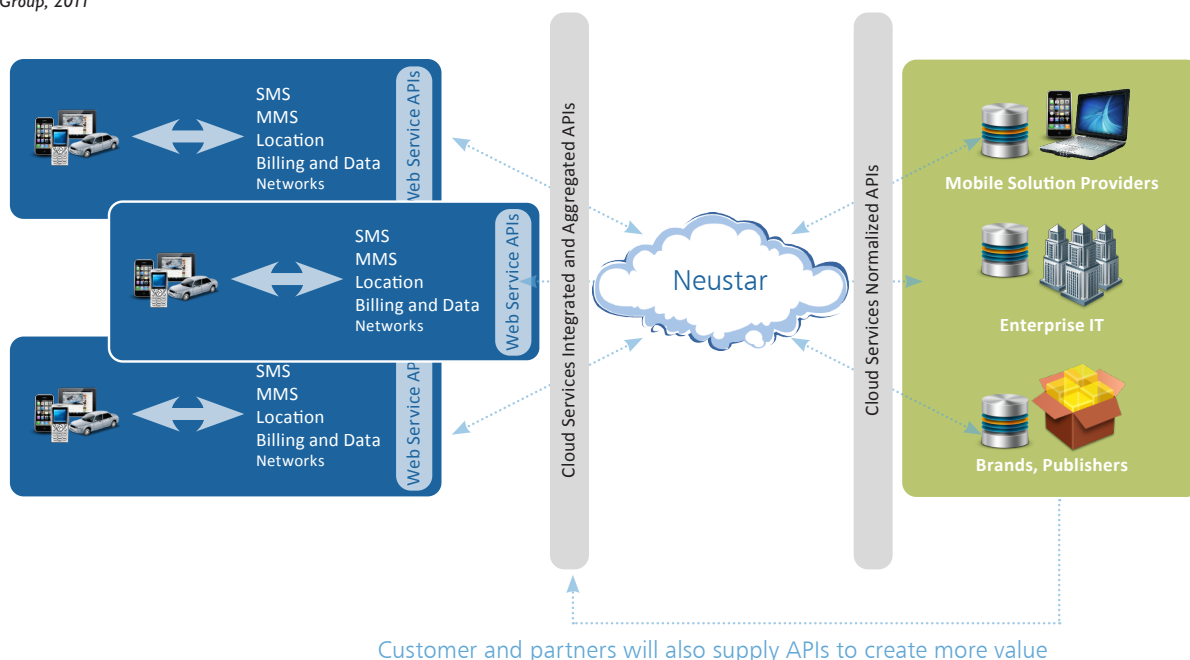 Group, 2011
SMS
MMS
Location
Billing and Data
Networks
Web Service APIs
SMS
MMS
Location
Billing and Data
Networks
Web Service APIs
SMS
MMS
Location
Billing and Data
Networks
Web Service AP
Cloud Services Integrated and Aggregated APIs
Neustar
Cloud Services Normalized APIs
Mobile Solution Providers
Enterprise IT
Brands, Publishers
Customer and partners will also supply APIs to create more value